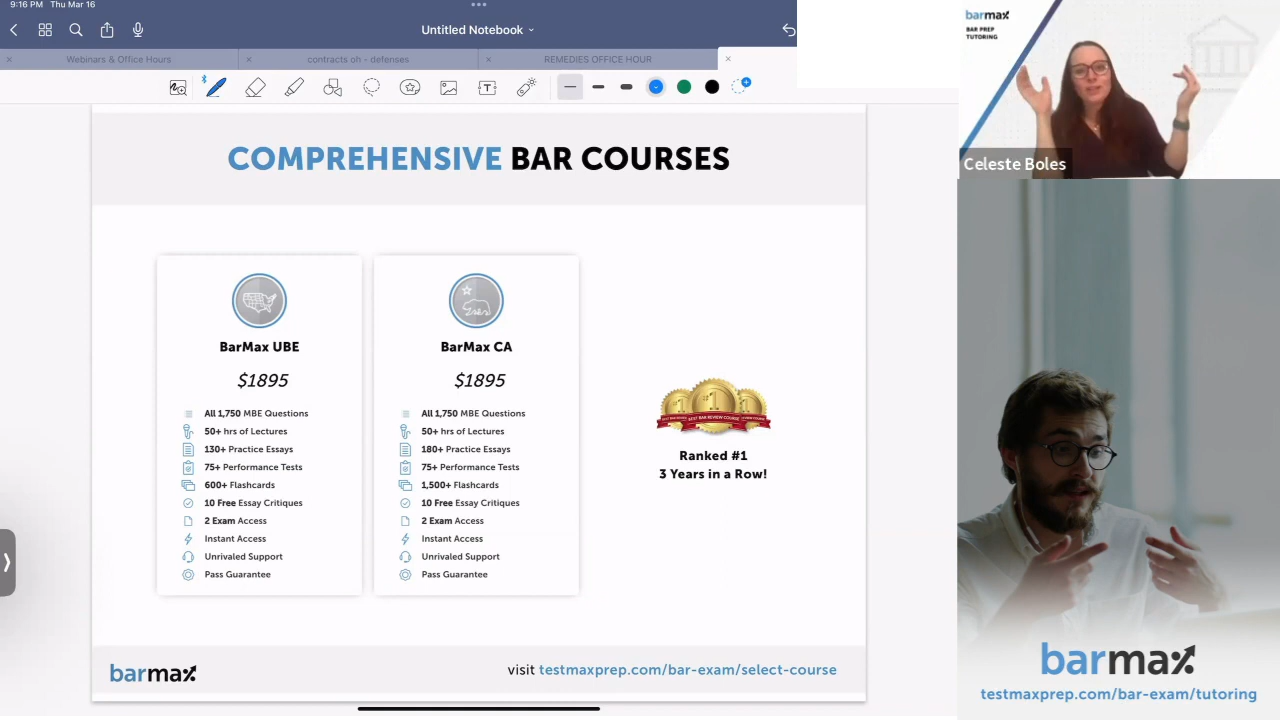 9:16 PM Thu Mar 16
Untitled Notebook
Webinars & Office Hours
contracts oh - defenses
REMEDIES OFFICE HOUR
COMPREHENSIVE BAR COURSES
BarMax UBE
$1895
All 1,750 MBE Questions
50+ hrs of Lectures
130+ Practice Essays
75+ Performance Tests
600+ Flashcards
10 Free Essay Critiques
2 Exam Access
Instant Access
Unrivaled Support
Pass Guarantee
BarMax CA
$1895
All 1,750 MBE Questions
50+ hrs of Lectures
180+ Practice Essays
75+ Performance Tests
1,500+ Flashcards
10 Free Essay Critiques
2 Exam Access
Instant Access
Unrivaled Support
Pass Guarantee
#1
BEST BAR REVIEW COURSE
Ranked #1
3 Years in a Row!
barmax
visit testmaxprep.com/bar-exam/select-course
barmax
BAR PREP
TUTORING
Celeste Boles
barmax
testmaxprep.com/bar-exam/tutoring